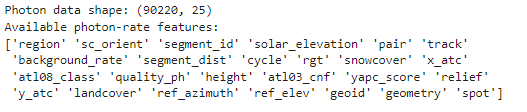 Photon data shape: (90220, 25)
Available photon-rate features:
['region' 'sc_orient' 'segment_id' 'solar_elevation' 'pair' 'track'
 'background_rate' 'segment_dist' 'cycle' 'rgt' 'snowcover' 'x_atc'
 'atl08_class' 'quality_ph' 'height' 'atl03_cnf' 'yapc_score' 'relief'
 'y_atc' 'landcover' 'ref_azimuth' 'ref_elev' 'geoid' 'geometry' 'spot']